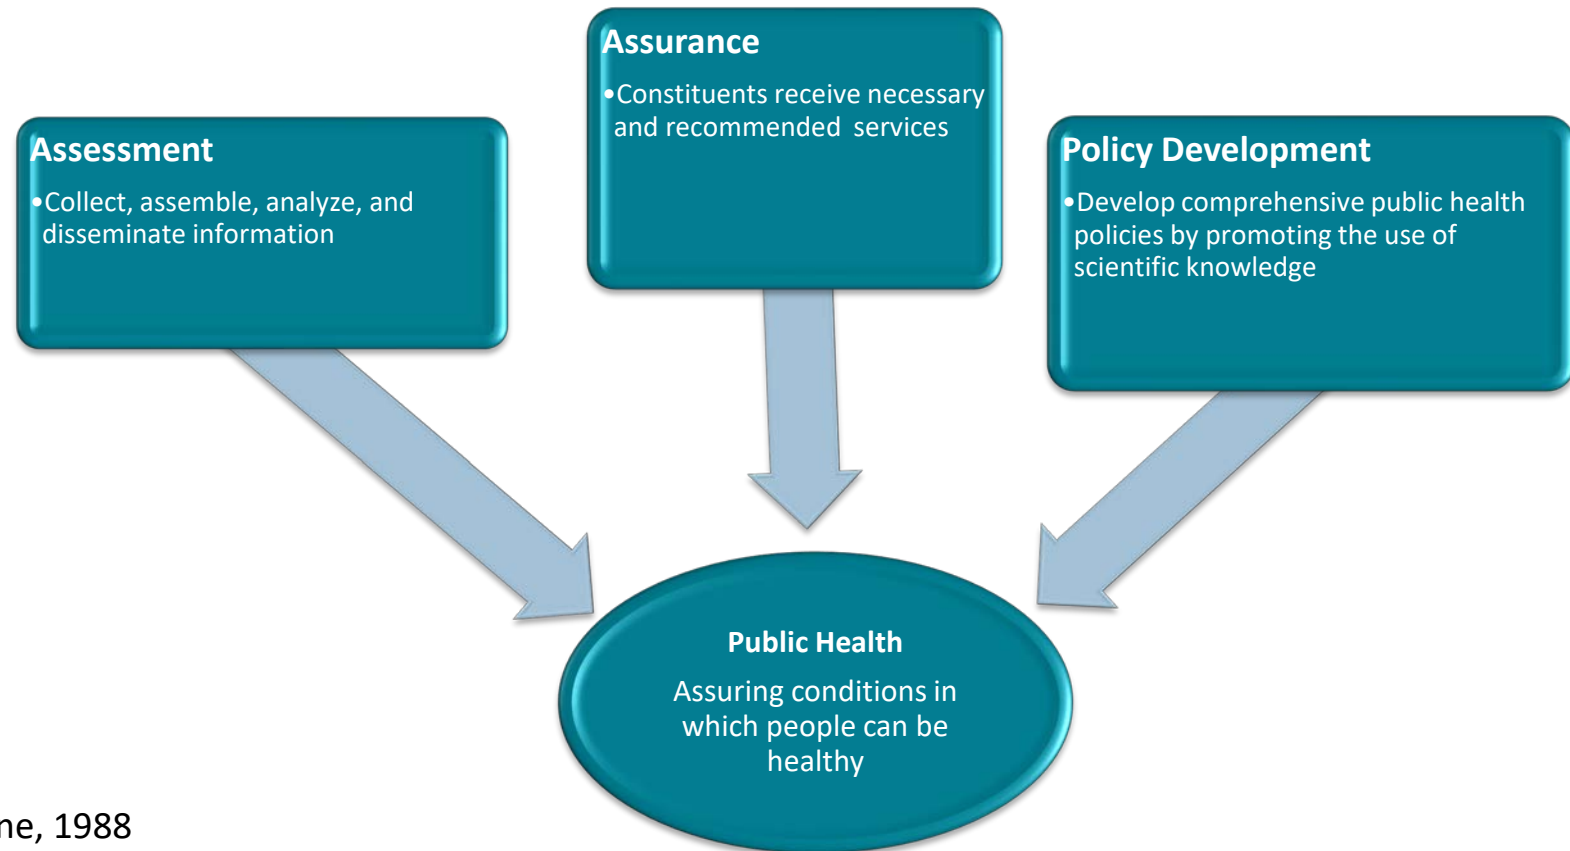 Assurance
•Constituents receive necessary
and recommended services
Assessment
•Collect, assemble, analyze, and
disseminate information
Policy Development
•Develop comprehensive public health
policies by promoting the use of
scientific knowledge
Public Health
Assuring conditions in
which people can be
healthy
ne, 1988